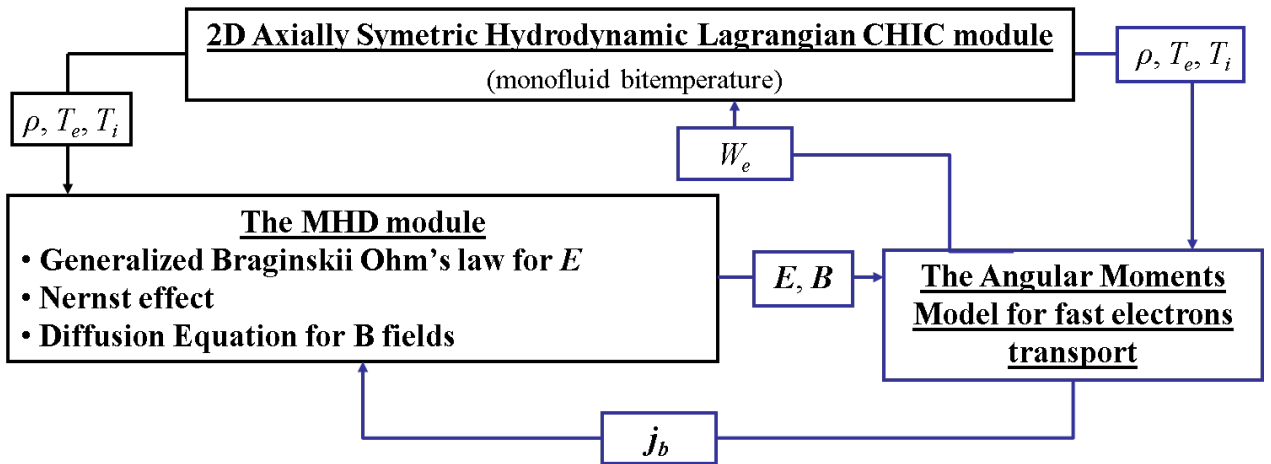 2D Axially Symetric Hydrodynamic Lagrangian CHIC module
(monofluid bitemperature)
ρ, Te, Ti
ρ, Te, Ti
We
The MHD module
• Generalized Braginskii Ohm's law for E
• Nernst effect
• Diffusion Equation for B fields
E, B
The Angular Moments
Model for fast electrons
transport
jb